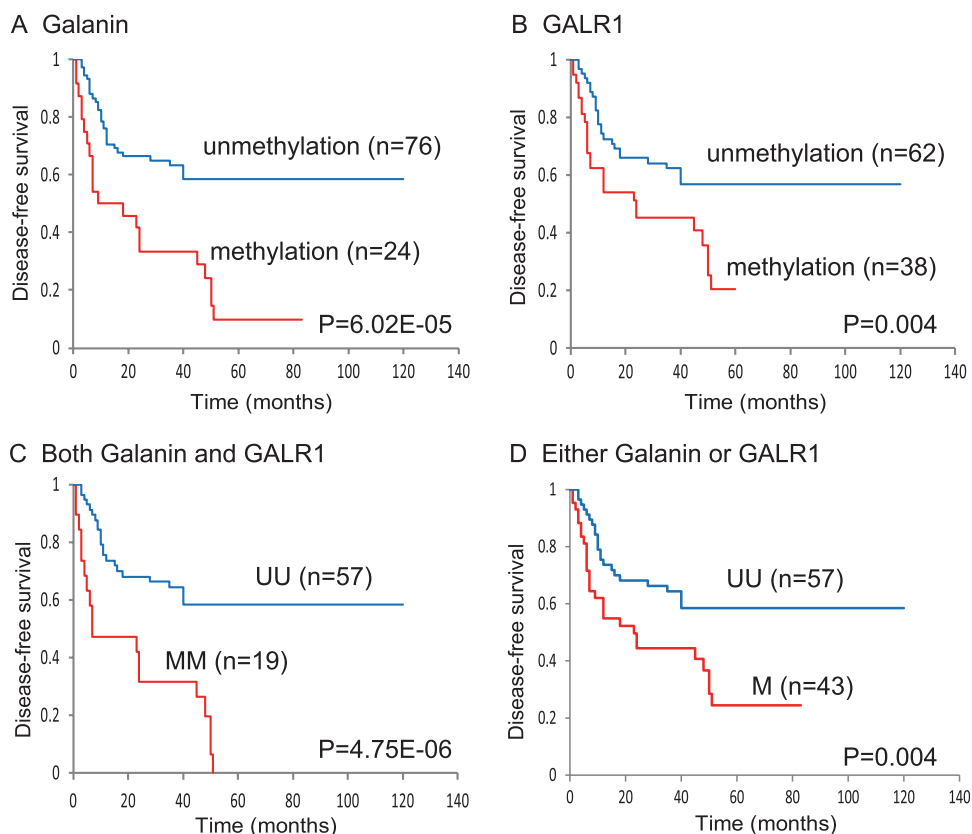 A Galanin
Disease-free survival
1
0.8
0.6
0.4
0.2
0
unmethylation (n=76)
methylation (n=24)
P=6.02E-05
0 20 40 60 80 100 120 140
Time (months)
B GALR1
Disease-free survival
1
0.8
0.6
0.4
0.2
0
unmethylation (n=62)
methylation (n=38)
P=0.004
0 20 40 60 80 100 120 140
Time (months)
C Both Galanin and GALR1
Disease-free survival
1
0.8
0.6
0.4
0.2
0
UU (n=57)
MM (n=19)
P=4.75E-06
0 20 40 60 80 100 120 140
Time (months)
D Either Galanin or GALR1
Disease-free survival
1
0.8
0.6
0.4
0.2
0
UU (n=57)
M (n=43)
P=0.004
0 20 40 60 80 100 120 140
Time (months)